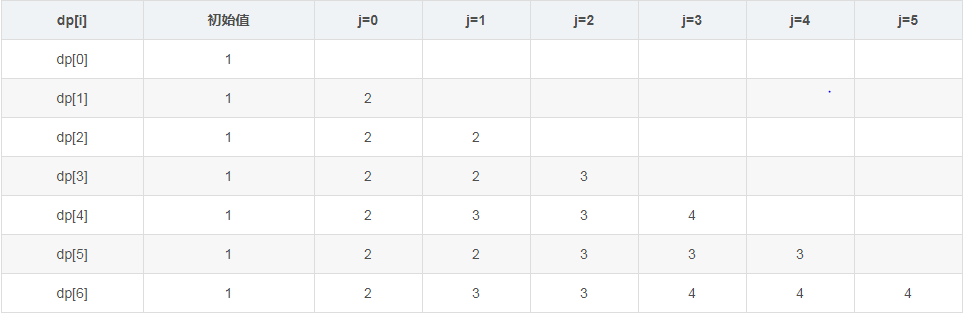 dp[i] 初始值 j=0 j=1 j=2 j=3 j=4 j=5
dp[0] 1
dp[1] 1 2
dp[2] 1 2 2
dp[3] 1 2 2 3
dp[4] 1 2 3 3 4
dp[5] 1 2 2 3 3 3
dp[6] 1 2 3 3 4 4 4